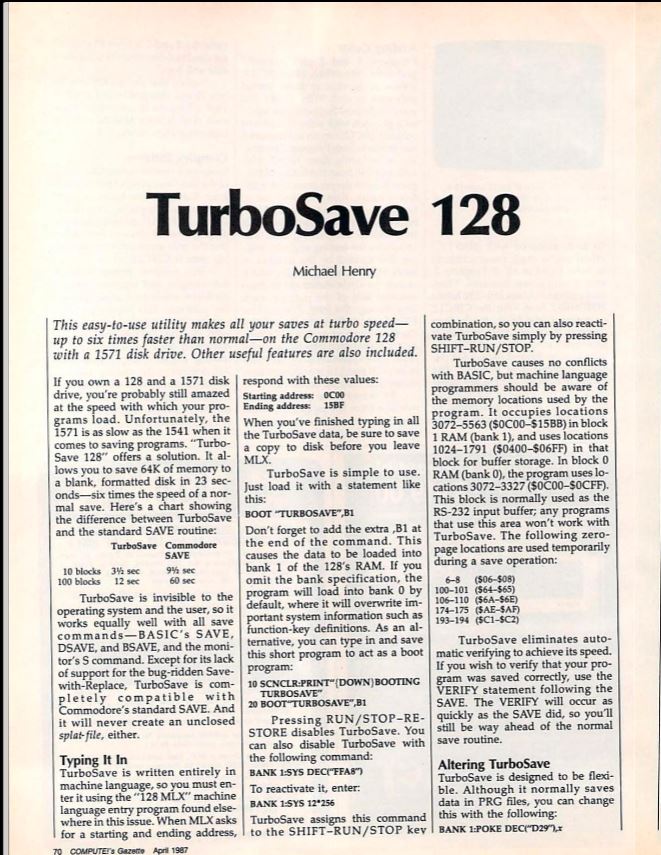 TurboSave 128
Michael Henry
This easy-to-use utility makes all your saves at turbo speed—
up to six times faster than normal—on the Commodore 128
with a 1571 disk drive. Other useful features are also included.
If you own a 128 and a 1571 disk
drive, you're probably still amazed
at the speed with which your pro-
grams load. Unfortunately, the
1571 is as slow as the 1541 when it
comes to saving programs. "Turbo-
Save 128" offers a solution. It al-
lows you to save 64K of memory to
a blank, formatted disk in 23 sec-
onds—six times the speed of a nor-
mal save. Here's a chart showing
the difference between TurboSave
and the standard SAVE routine:
TurboSave Commodore
SAVE
10 blocks 3½ sec 9½ sec
100 blocks 12 sec 60 sec
TurboSave is invisible to the
operating system and the user, so it
works equally well with all save
commands—BASIC's SAVE,
DSAVE, and BSAVE, and the moni-
tor's S command. Except for its lack
of support for the bug-ridden Save-
with-Replace, TurboSave is com-
pletely compatible with
Commodore's standard SAVE. And
it will never create an unclosed
splat-file, either.
Typing It In
TurboSave is written entirely in
machine language, so you must en-
ter it using the "128 MLX" machine
language entry program found else-
where in this issue. When MLX asks
for a starting and ending address,
respond with these values:
Starting address: 0C00
Ending address: 15BF
When you've finished typing in all
the TurboSave data, be sure to save
a copy to disk before you leave
MLX.
TurboSave is simple to use.
Just load it with a statement like
this:
BOOT "TURBOSAVE",B1
Don't forget to add the extra ,B1 at
the end of the command. This
causes the data to be loaded into
bank 1 of the 128's RAM. If you
omit the bank specification, the
program will load into bank 0 by
default, where it will overwrite im-
portant system information such as
function-key definitions. As an al-
ternative, you can type in and save
this short program to act as a boot
program:
10 SCNCLR:PRINT"{DOWN}BOOTING
TURBOSAVE"
20 BOOT"TURBOSAVE",B1
Pressing RUN/STOP–RE-
STORE disables TurboSave. You
can also disable TurboSave with
the following command:
BANK 1:SYS DEC("FFA8")
To reactivate it, enter:
BANK 1:SYS 12*256
TurboSave assigns this command
to the SHIFT–RUN/STOP key
combination, so you can also reacti-
vate TurboSave simply by pressing
SHIFT–RUN/STOP.
TurboSave causes no conflicts
with BASIC, but machine language
programmers should be aware of
the memory locations used by the
program. It occupies locations
3072–5563 ($0C00–$15BB) in block
1 RAM (bank 1), and uses locations
1024–1791 ($0400–$06FF) in that
block for buffer storage. In block 0
RAM (bank 0), the program uses lo-
cations 3072–3327 ($0C00–$0CFF).
This block is normally used as the
RS-232 input buffer; any programs
that use this area won't work with
TurboSave. The following zero-
page locations are used temporarily
during a save operation:
6–8 ($06–$08)
100–101 ($64–$65)
106–110 ($6A–$6E)
174–175 ($AE–$AF)
193–194 ($C1–$C2)
TurboSave eliminates auto-
matic verifying to achieve its speed.
If you wish to verify that your pro-
gram was saved correctly, use the
VERIFY statement following the
SAVE. The VERIFY will occur as
quickly as the SAVE did, so you'll
still be way ahead of the normal
save routine.
Altering TurboSave
TurboSave is designed to be flexi-
ble. Although it normally saves
data in PRG files, you can change
this with the following:
BANK 1:POKE DEC("D29"),x
70 COMPUTE!'s Gazette April 1987